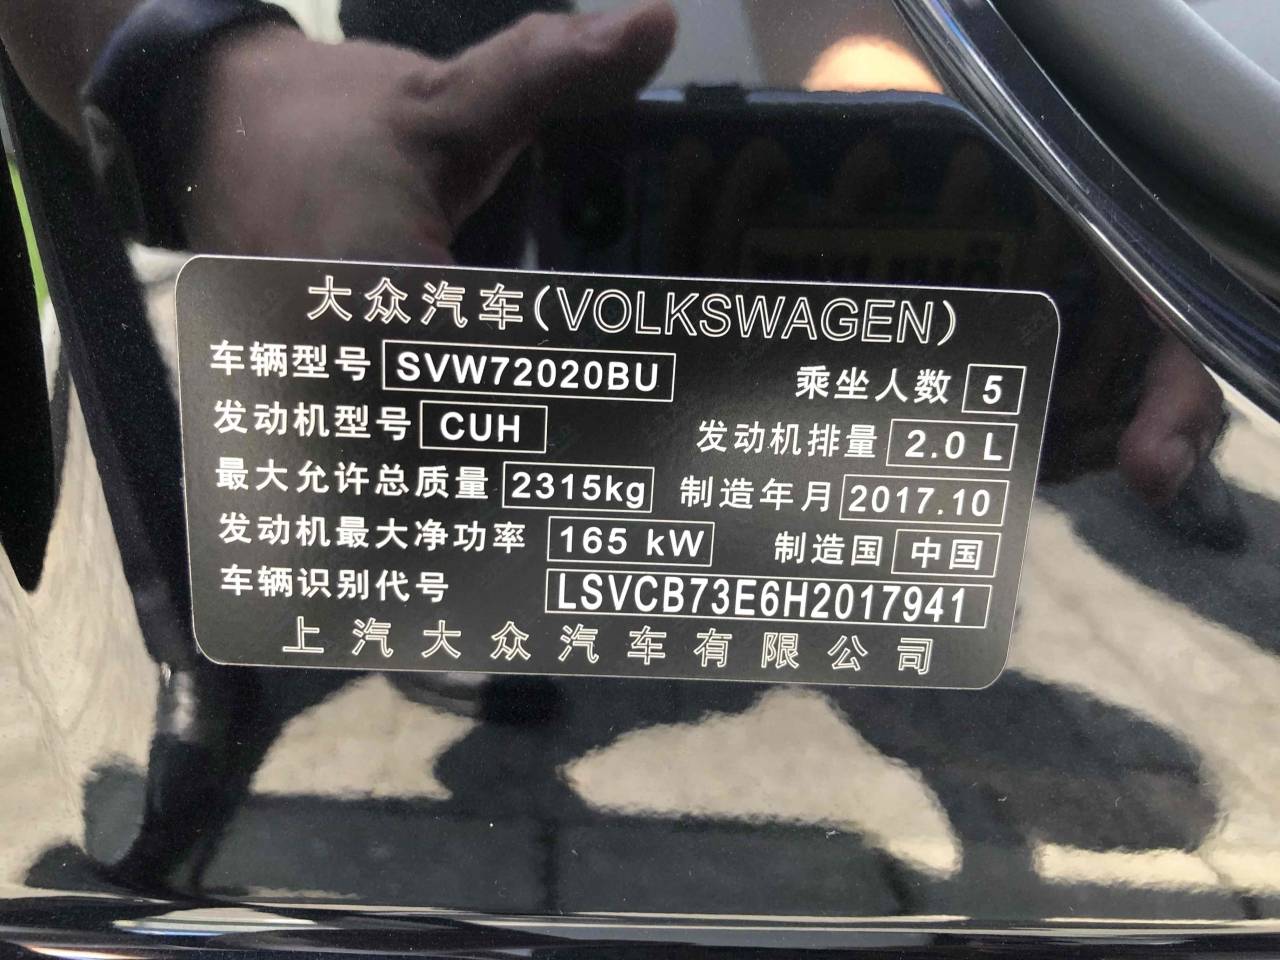 大众汽车(VOLKSWAGEN)
车辆型号 SVW72020BU 乘坐人数 5
发动机型号 CUH 发动机排量 2.0 L
最大允许总质量 2315kg 制造年月 2017.10
发动机最大净功率 165 kW 制造国 中国
车辆识别代号 LSVCB73E6H2017941
上汽大众汽车有限公司